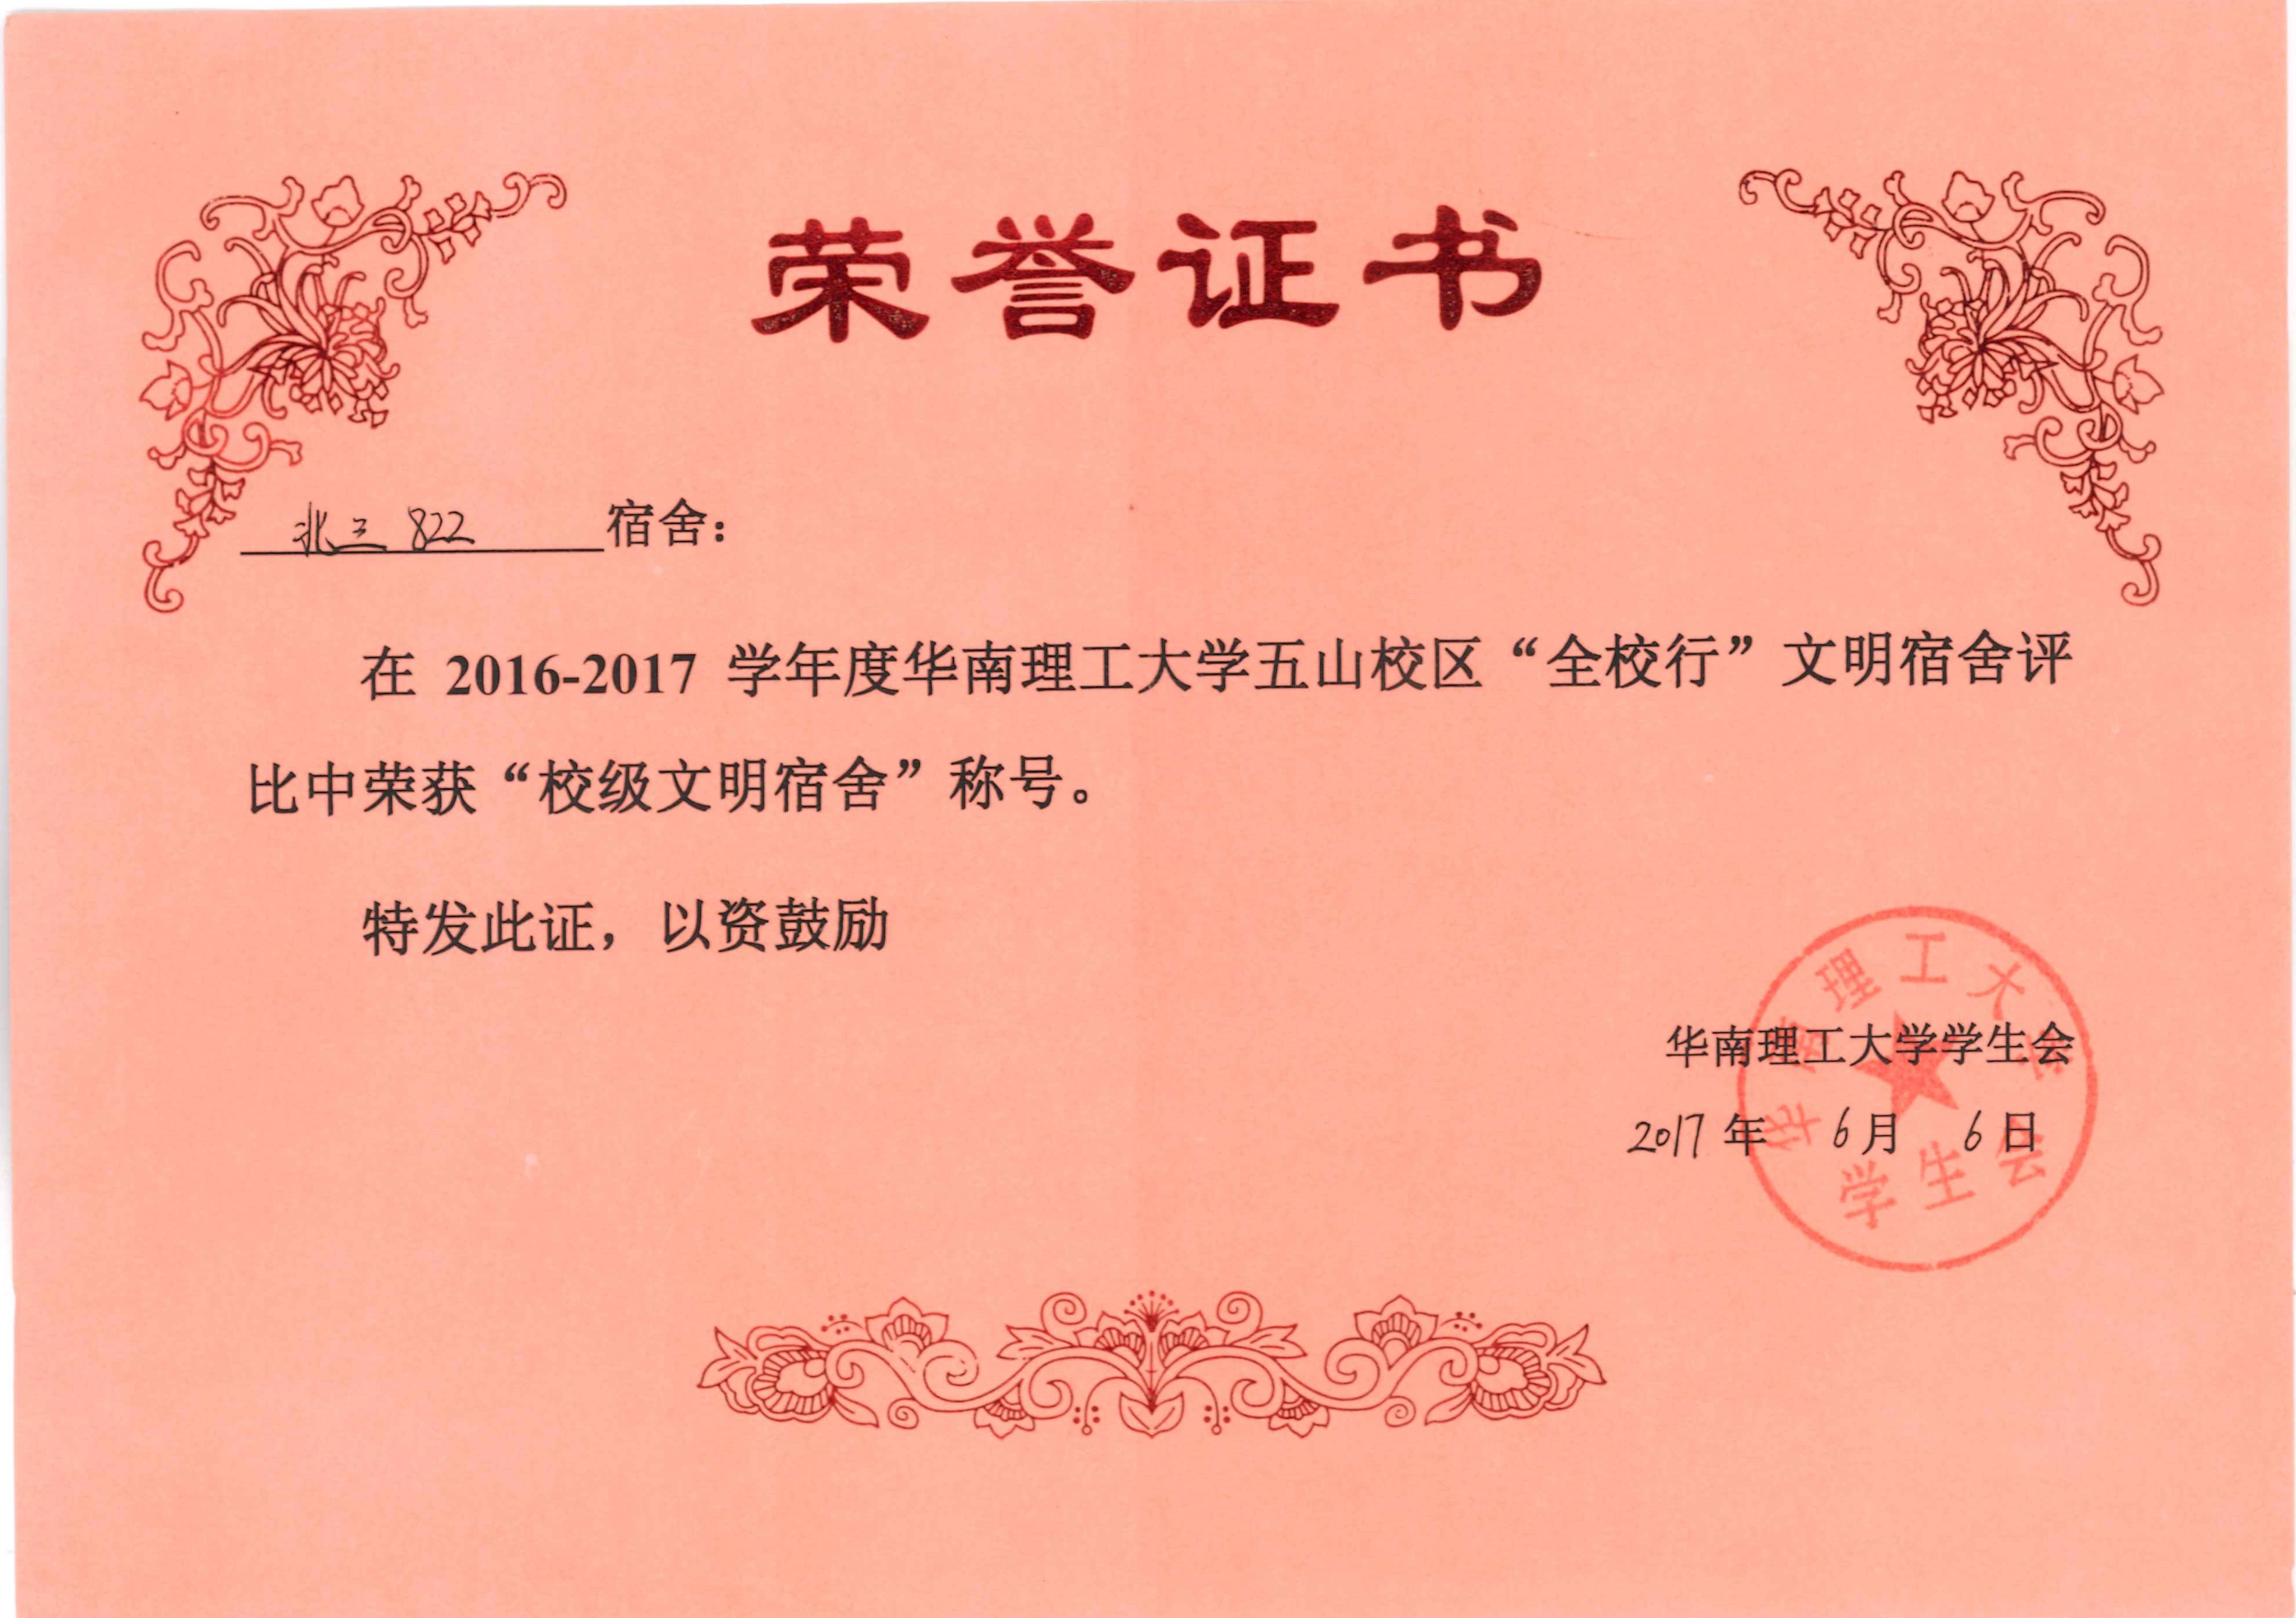 荣誉证书
北三 822 宿舍：
在 2016-2017 学年度华南理工大学五山校区“全校行”文明宿舍评
比中荣获“校级文明宿舍”称号。
特发此证，以资鼓励
华南理工大学学生会
2017 年 6 月 6 日
华南理工大学
学生会